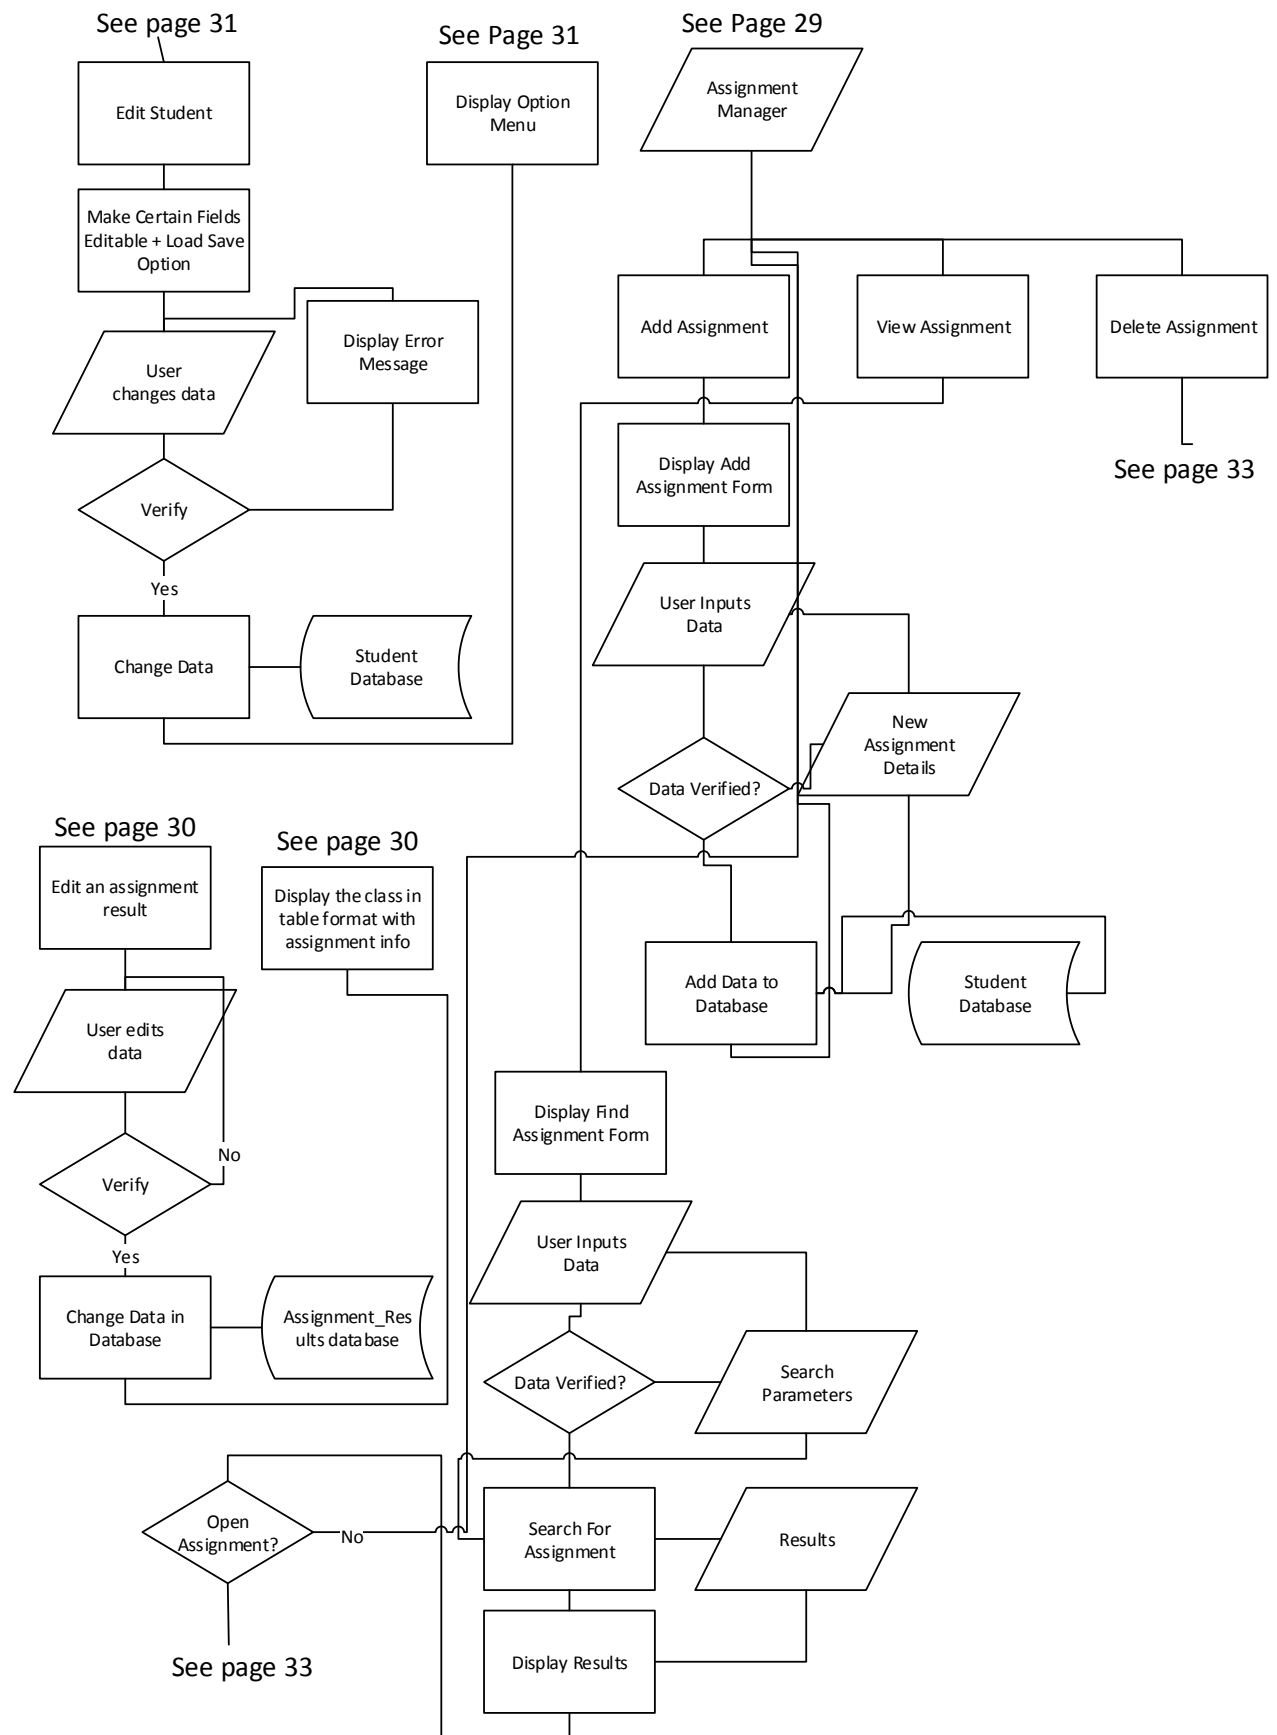 See page 31
See Page 31
See Page 29
Edit Student
Display Option
Menu
Assignment
Manager
Make Certain Fields
Editable + Load Save
Option
Display Error
Message
Add Assignment
View Assignment
Delete Assignment
User
changes data
Display Add
Assignment Form
See page 33
Verify
Yes
User Inputs
Data
Change Data
Student
Database
New
Assignment
Details
Data Verified?
See page 30
See page 30
Edit an assignment
result
Display the class in
table format with
assignment info
Add Data to
Database
Student
Database
User edits
data
Display Find
Assignment Form
No
Verify
Yes
User Inputs
Data
Change Data in
Database
Assignment_Res
ults database
Data Verified?
Search
Parameters
Open
Assignment?
No
Search For
Assignment
Results
Display Results
See page 33